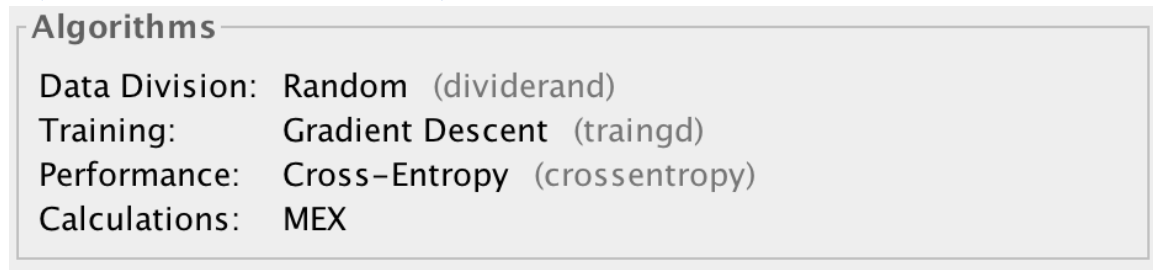 Algorithms
Data Division: Random (dividerand)
Training: Gradient Descent (traingd)
Performance: Cross-Entropy (crossentropy)
Calculations: MEX